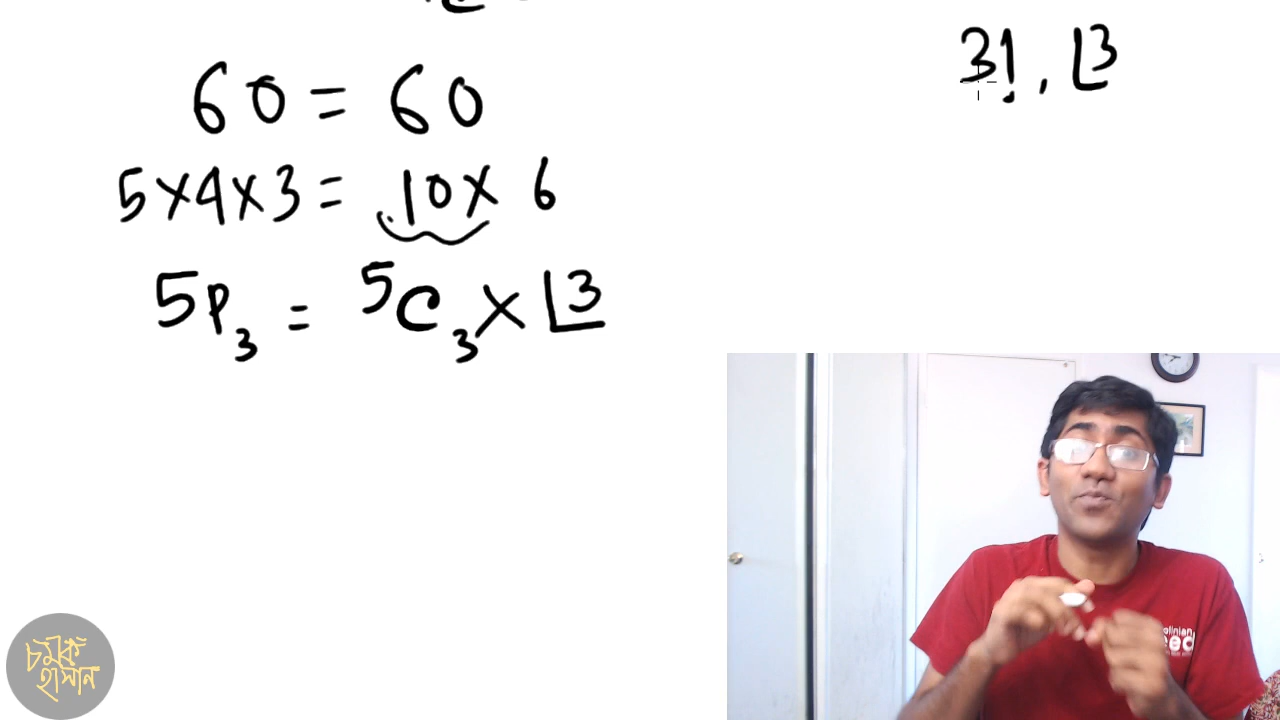 3!, |͟3
60 = 60
5×4×3 = 10× 6
5P₃ = ⁵C₃× |͟3
চমক
হাসান